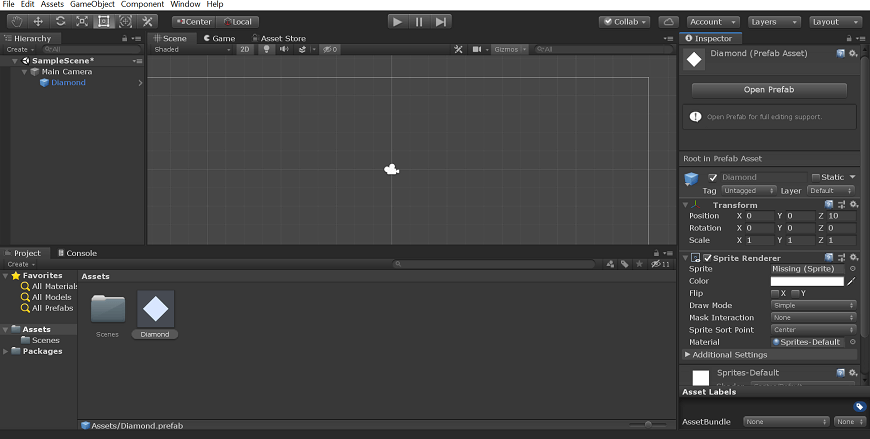 File Edit Assets GameObject Component Window Help
Center Local Collab Account Layers Layout
Hierarchy
Create All
SampleScene*
Main Camera
Diamond
Scene Game Asset Store
Shaded 2D 0 Gizmos All
Inspector
Diamond (Prefab Asset)
Open Prefab
Open Prefab for full editing support.
Root in Prefab Asset
Diamond Static
Tag Untagged Layer Default
Transform
Position X 0 Y 0 Z 10
Rotation X 0 Y 0 Z 0
Scale X 1 Y 1 Z 1
Sprite Renderer
Sprite Missing (Sprite)
Color
Flip X Y
Draw Mode Simple
Mask Interaction None
Sprite Sort Point Center
Material Sprites-Default
Additional Settings
Sprites-Default
Asset Labels
AssetBundle None None
Project Console
Create 11
Favorites
All Materials
All Models
All Prefabs
Assets
Scenes
Packages
Assets
Scenes Diamond
Assets/Diamond.prefab